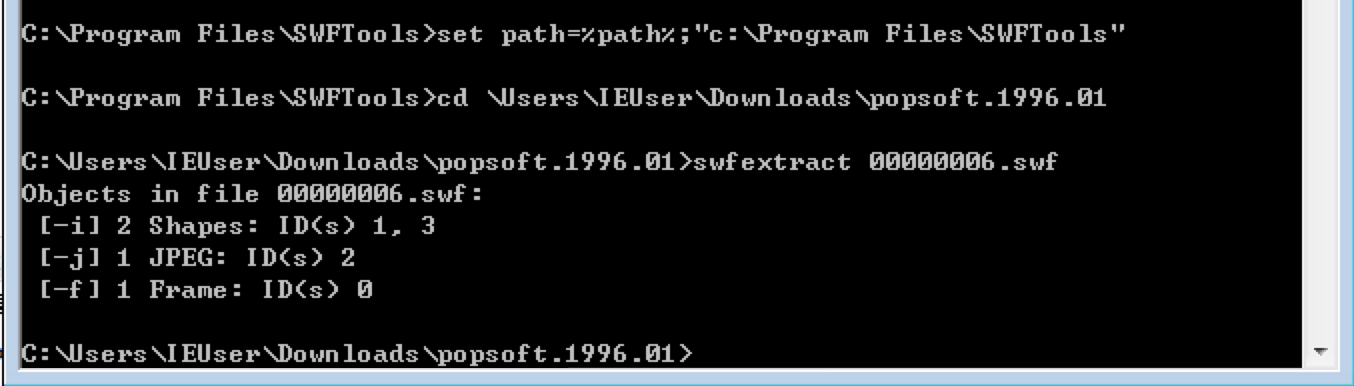 C:\Program Files\SWFTools>set path=%path%;"c:\Program Files\SWFTools"
C:\Program Files\SWFTools>cd \Users\IEUser\Downloads\popsoft.1996.01
C:\Users\IEUser\Downloads\popsoft.1996.01>swfextract 00000006.swf
Objects in file 00000006.swf:
 [-i] 2 Shapes: ID(s) 1, 3
 [-j] 1 JPEG: ID(s) 2
 [-f] 1 Frame: ID(s) 0
C:\Users\IEUser\Downloads\popsoft.1996.01>